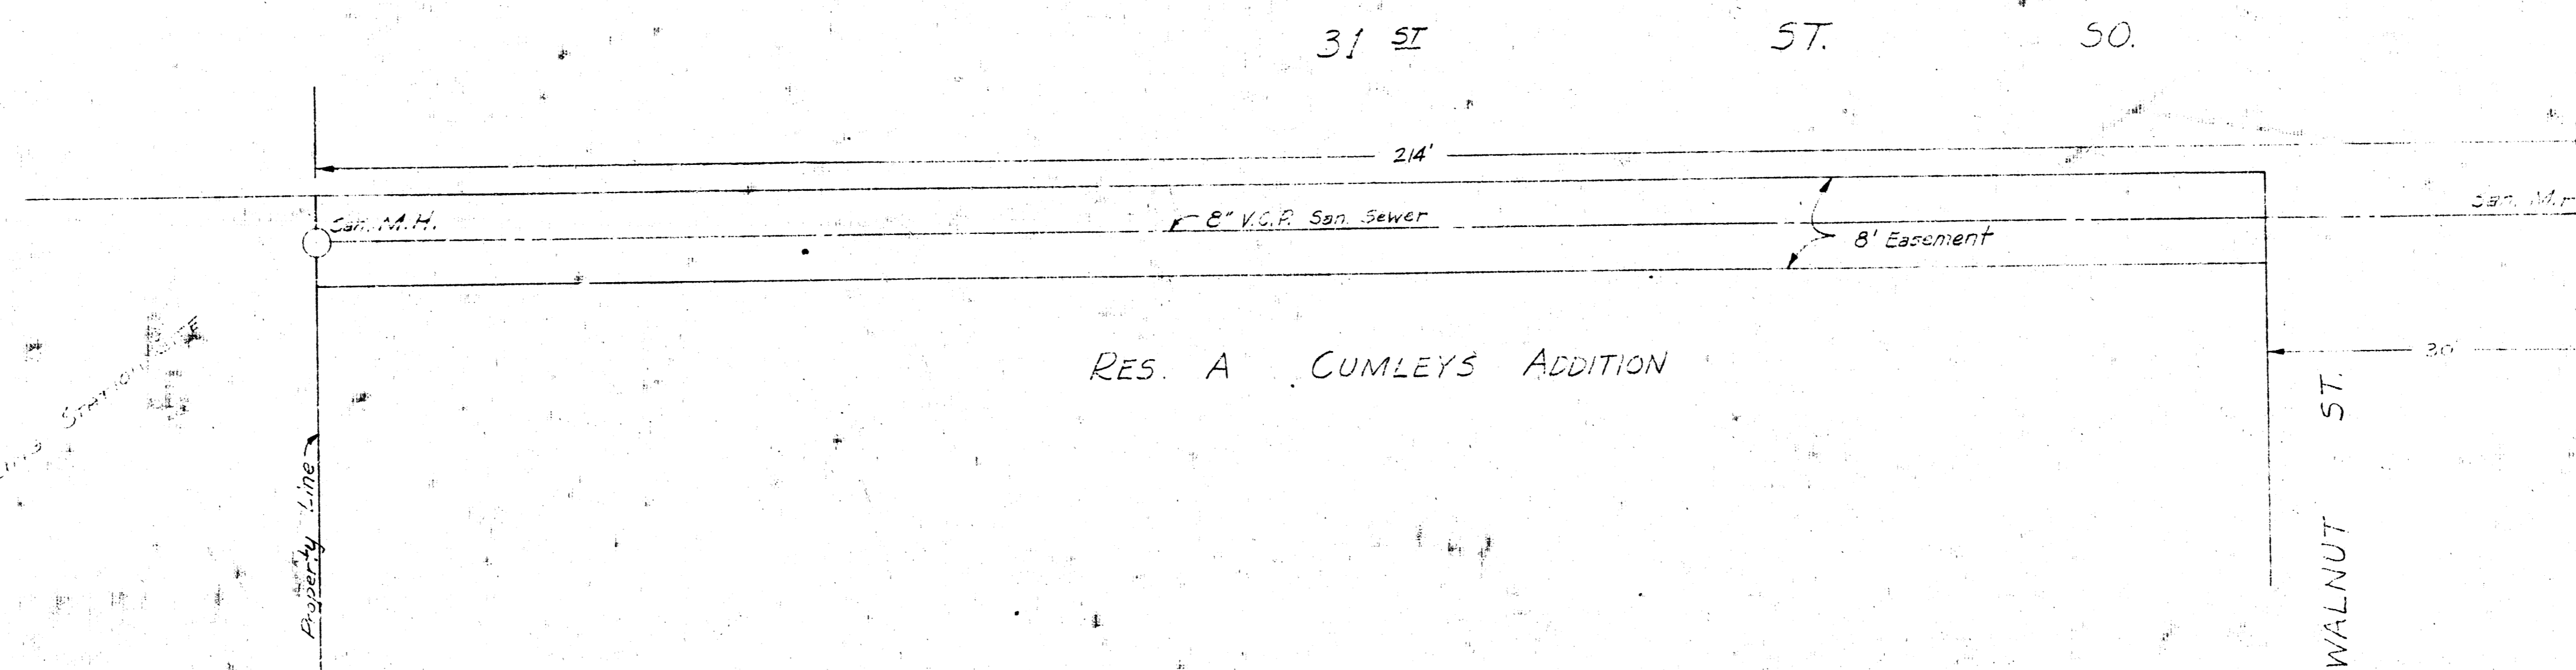 31 ST ST. SO.
214'
San. M.H.
8" V.C.P. San. Sewer
San. M.H
8' Easement
30'
RES. A CUMLEYS ADDITION
Property Line
WALNUT ST.